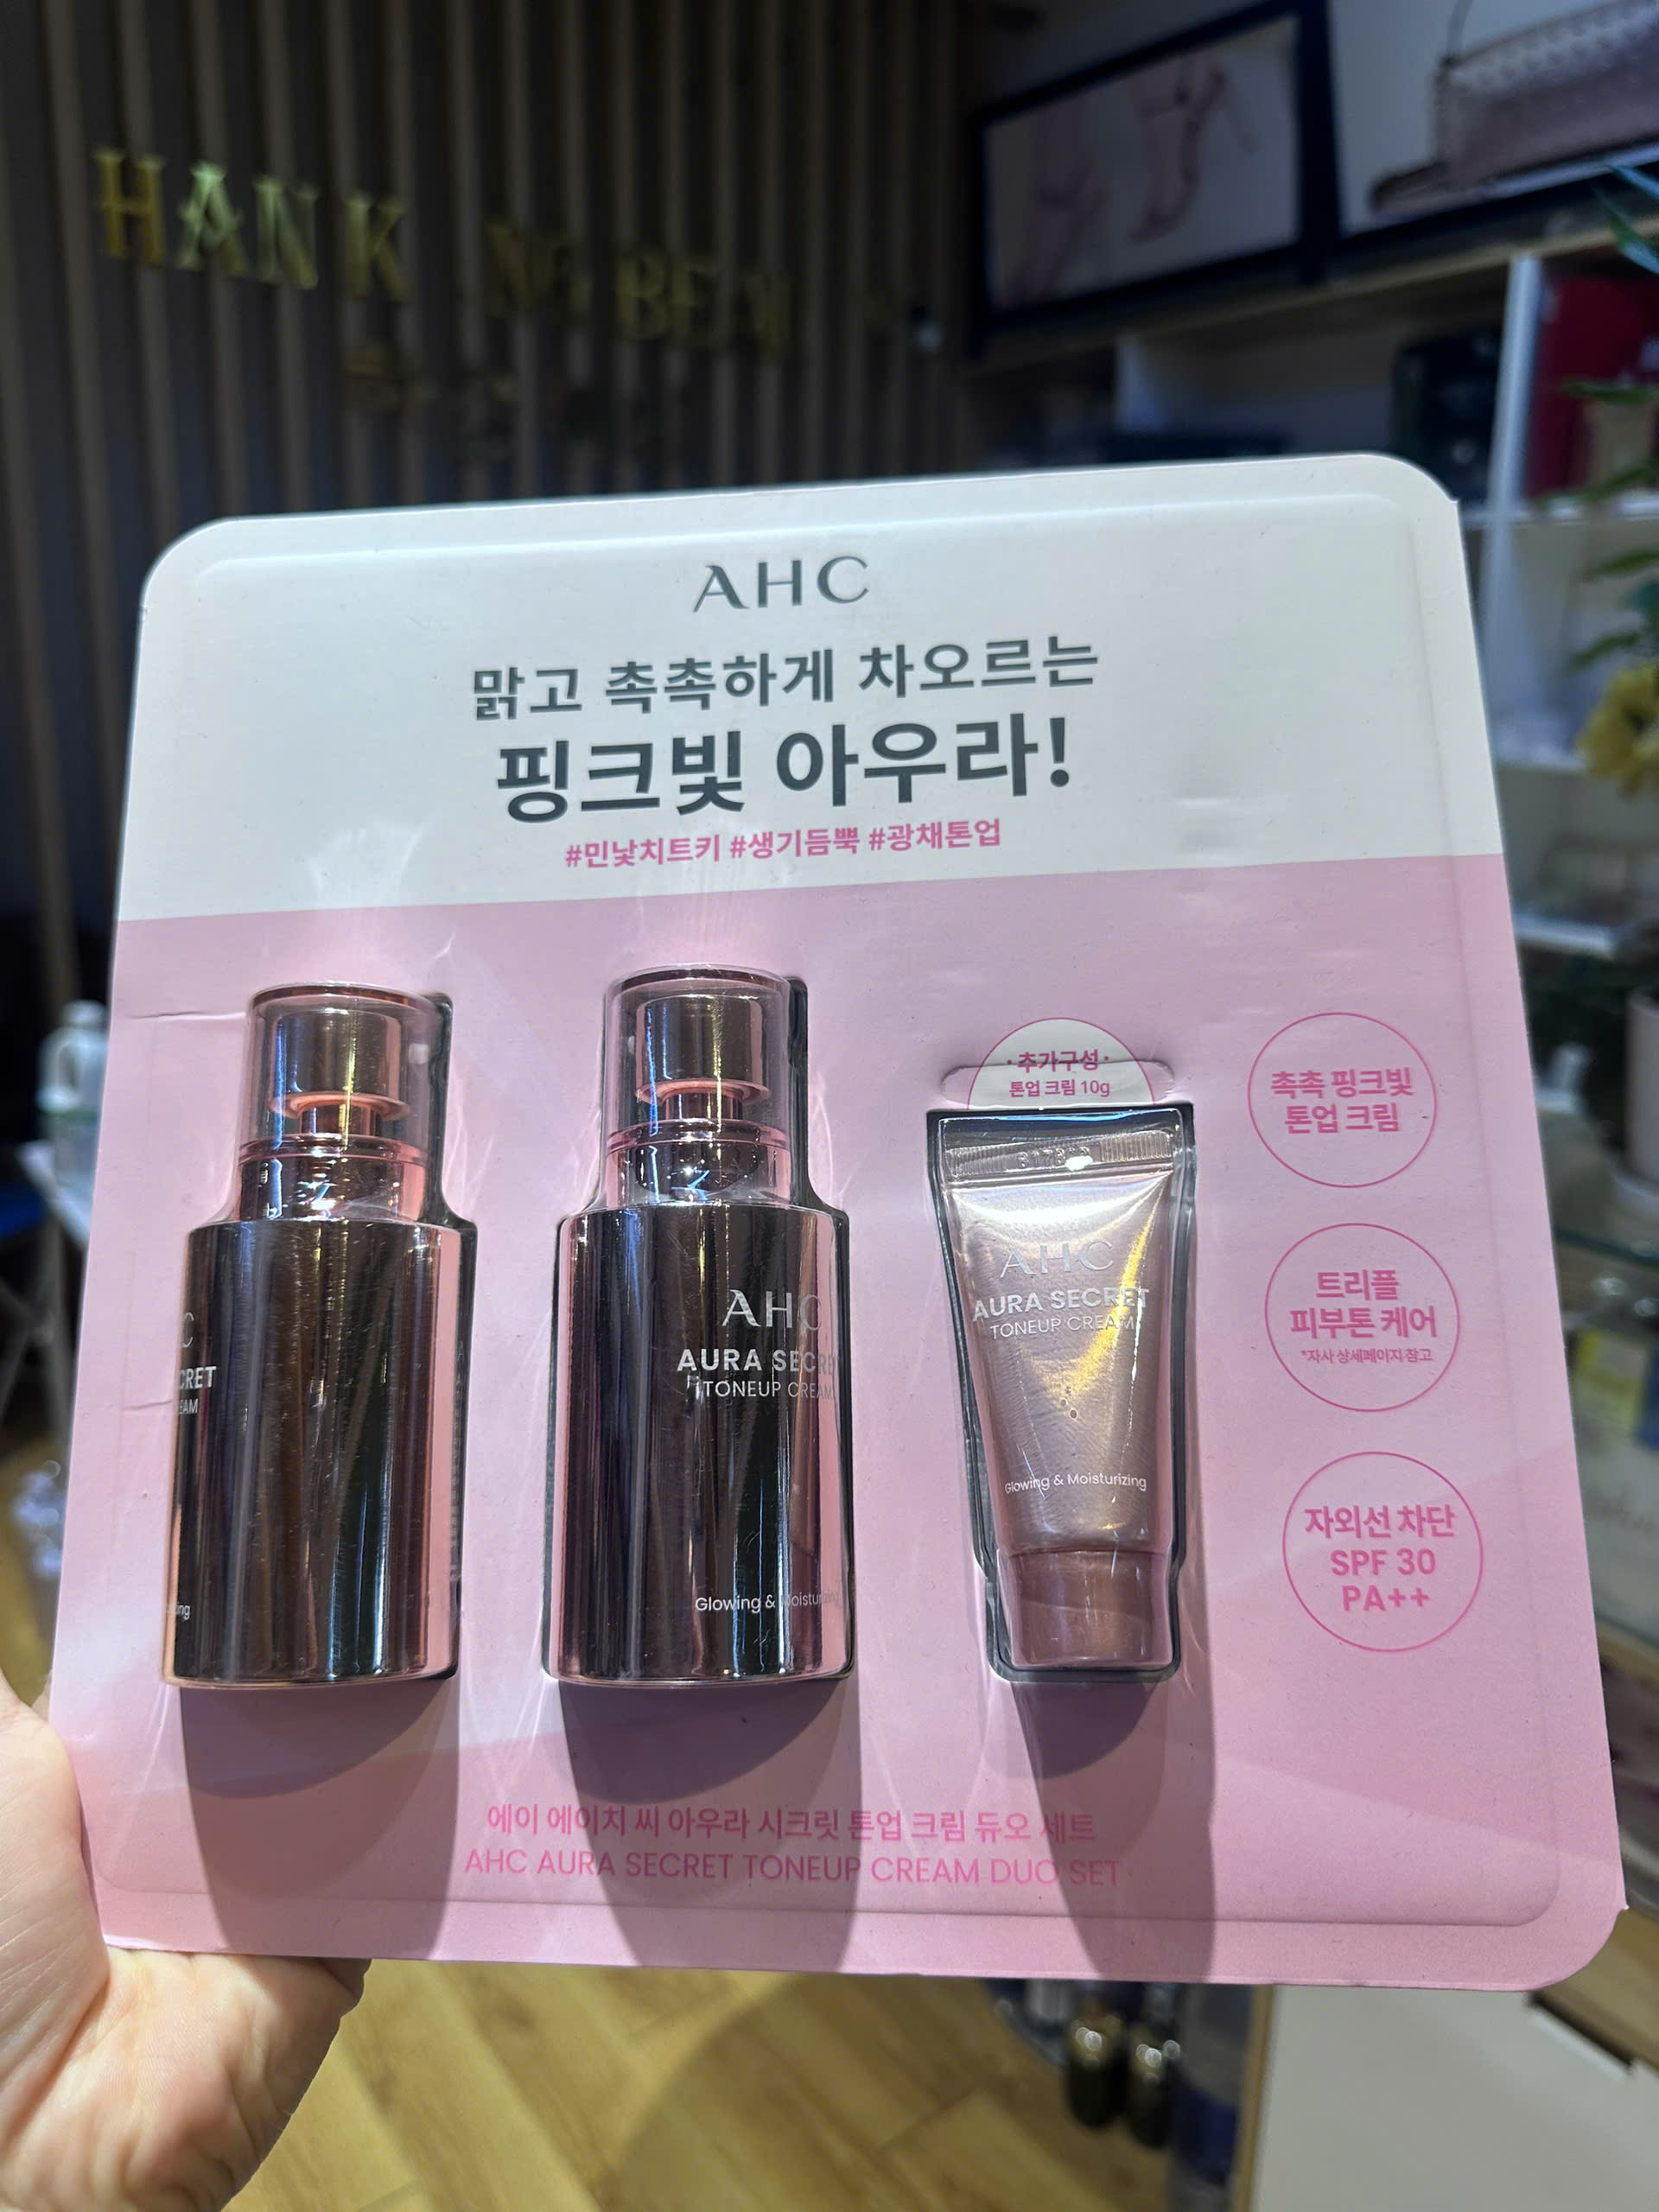 HAN K
AHC
맑고 촉촉하게 차오르는
핑크빛 아우라!
#민낯치트키 #생기듬뿍 #광채톤업
·추가구성·
톤업 크림 10g
촉촉 핑크빛
톤업 크림
AHC
AURA SECRET
TONEUP CREAM
Glowing & Moisturizing
C
CRET
EAM
AHC
AURA SECRE
TONEUP CREAM
Glowing & Moisturizing
트리플
피부톤 케어
*자사 상세페이지 참고
자외선 차단
SPF 30
PA++
에이 에이치 씨 아우라 시크릿 톤업 크림 듀오 세트
AHC AURA SECRET TONEUP CREAM DUO SET